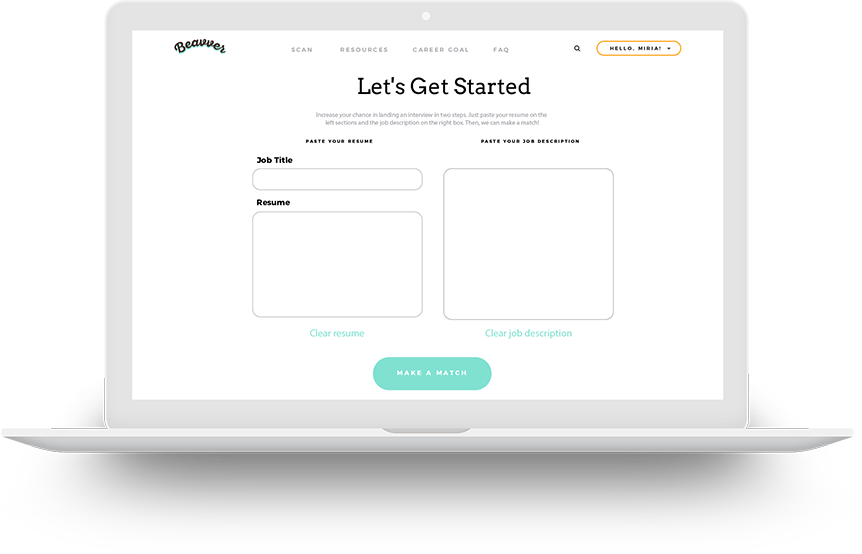 Beavver
SCAN
RESOURCES
CAREER GOAL
FAQ
HELLO, MIRIA!
Let's Get Started
Increase your chance in landing an interview in two steps. Just paste your resume on the
left sections and the job description on the right box. Then, we can make a match!
PASTE YOUR RESUME
PASTE YOUR JOB DESCRIPTION
Job Title
Resume
Clear resume
Clear job description
MAKE A MATCH